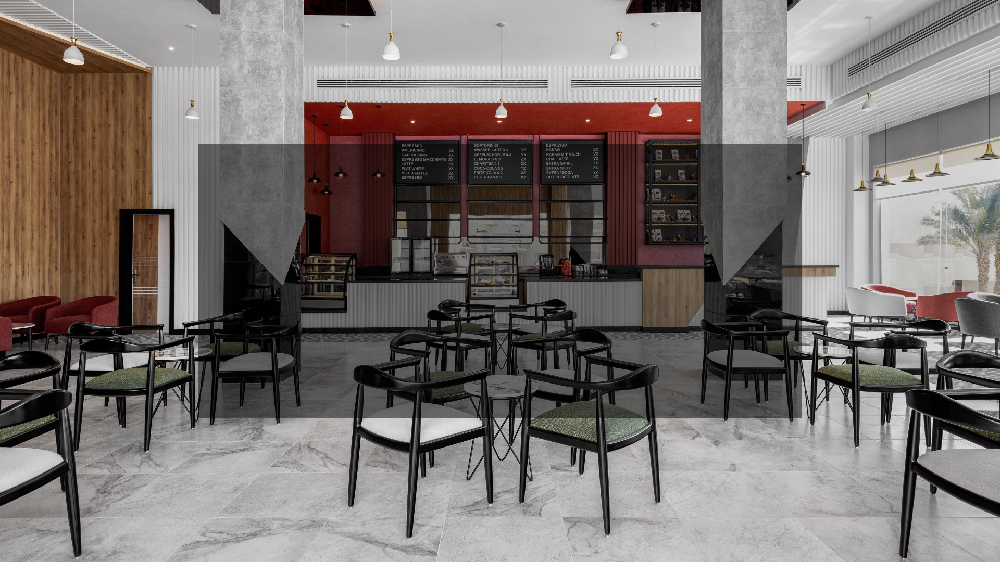 ESPRESSO
AMERICANO YZ
CAPPUCCINO YX
ESPRESSO MACCHIATO ZX
LATTE ZX
FLAT WHITE YZ
MILCHKAFFEE XZ
ESPRESSO XY
SOFTDRINKS
WASSER LAUT 0.3 YZ
APFELSCHORLE 0.3 YX
LEMONAID 0.3 ZX
CHARITEA 0.3 ZX
COCA-COLA 0.2 YZ
FRITZ KOLA 0.2 XZ
PETER PAN 0.3 XY
ESPRESSO
KAKAO ZX
KAKAO MIT MILCH YZ
CHAI LATTE YX
EXTRA SAHNE ZX
EXTRA SHOT ZX
EXTRA / SODA YZ
HOT CHOCOLATE XZ